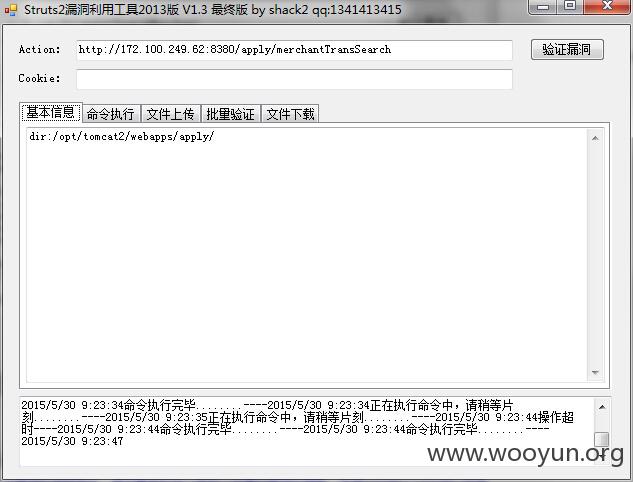 Struts2漏洞利用工具2013版 V1.3 最终版 by shack2 qq:1341413415
Action: http://172.100.249.62:8380/apply/merchantTransSearch 验证漏洞
Cookie:
基本信息 命令执行 文件上传 批量验证 文件下载
dir:/opt/tomcat2/webapps/apply/
2015/5/30 9:23:34命令执行完毕........----2015/5/30 9:23:34正在执行命令中，请稍等片
刻........----2015/5/30 9:23:35正在执行命令中，请稍等片刻........----2015/5/30 9:23:44操作超
时----2015/5/30 9:23:44命令执行完毕........----2015/5/30 9:23:44命令执行完毕........----
2015/5/30 9:23:47
www.wooyun.org